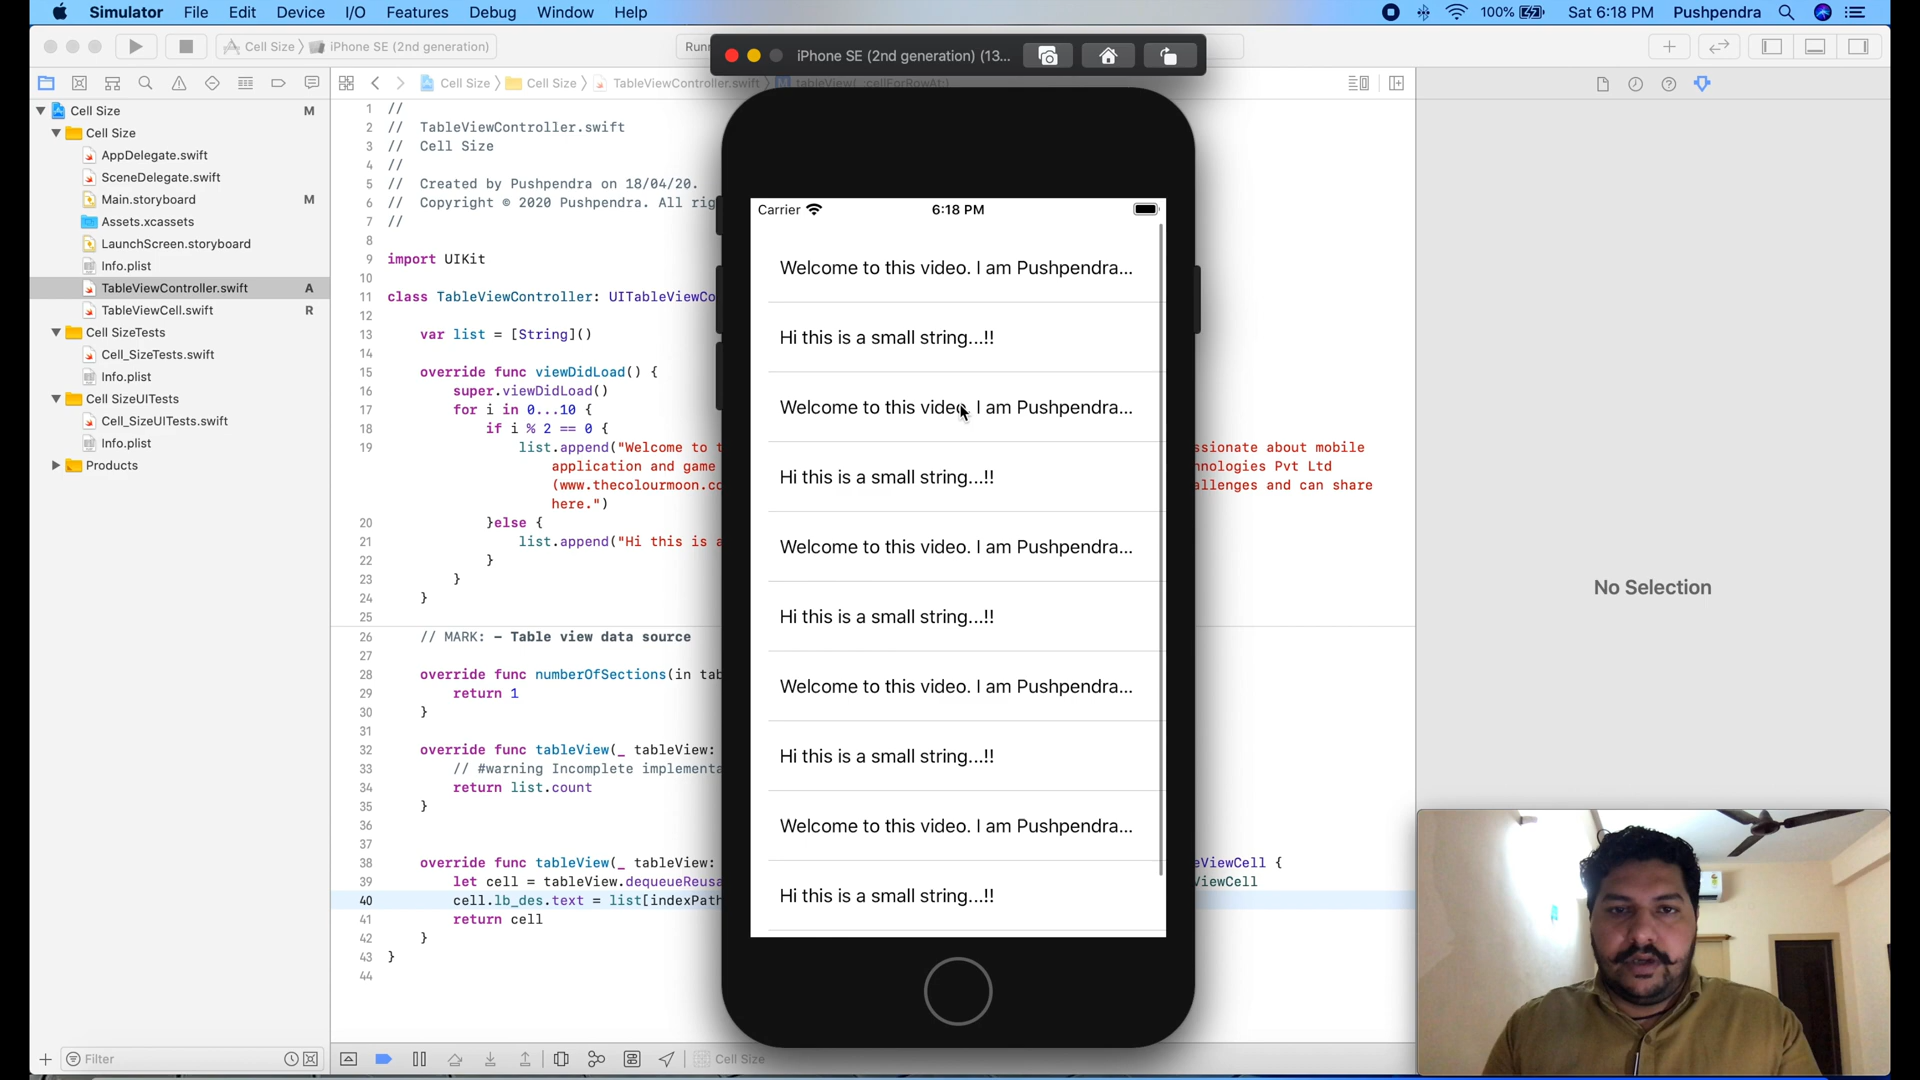 Simulator File Edit Device I/O Features Debug Window Help 100% Sat 6:18 PM Pushpendra
Cell Size iPhone SE (2nd generation)
iPhone SE (2nd generation) (13...
Cell Size Cell Size TableViewController.swift tableView(_:cellForRowAt:)
Cell Size M
Cell Size
AppDelegate.swift
SceneDelegate.swift
Main.storyboard M
Assets.xcassets
LaunchScreen.storyboard
Info.plist
TableViewController.swift A
TableViewCell.swift R
Cell SizeTests
Cell_SizeTests.swift
Info.plist
Cell SizeUITests
Cell_SizeUITests.swift
Info.plist
Products
Filter
1 //
2 // TableViewController.swift
3 // Cell Size
4 //
5 // Created by Pushpendra on 18/04/20.
6 // Copyright © 2020 Pushpendra. All rig
7 //
8
9 import UIKit
10
11 class TableViewController: UITableViewCo
12
13 var list = [String]()
14
15 override func viewDidLoad() {
16 super.viewDidLoad()
17 for i in 0...10 {
18 if i % 2 == 0 {
19 list.append("Welcome to t ssionate about mobile
application and game nologies Pvt Ltd
(www.thecolourmoon.co allenges and can share
here.")
20 }else {
21 list.append("Hi this is a
22 }
23 }
24 }
25
26 // MARK: - Table view data source
27
28 override func numberOfSections(in tab
29 return 1
30 }
31
32 override func tableView(_ tableView:
33 // #warning Incomplete implementa
34 return list.count
35 }
36
37
38 override func tableView(_ tableView: eViewCell {
39 let cell = tableView.dequeueReusa ViewCell
40 cell.lb_des.text = list[indexPath
41 return cell
42 }
43 }
44
Cell Size
Carrier 6:18 PM
Welcome to this video. I am Pushpendra...
Hi this is a small string...!!
Welcome to this video. I am Pushpendra...
Hi this is a small string...!!
Welcome to this video. I am Pushpendra...
Hi this is a small string...!!
Welcome to this video. I am Pushpendra...
Hi this is a small string...!!
Welcome to this video. I am Pushpendra...
Hi this is a small string...!!
No Selection